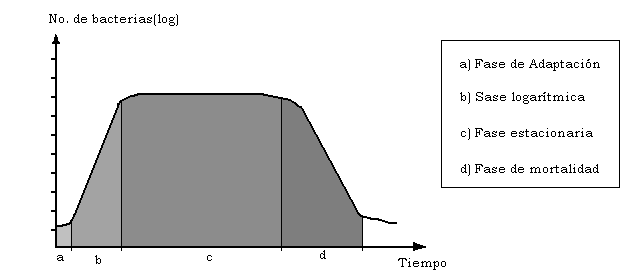 No. de bacterias(log)
a) Fase de Adaptación
b) Sase logarítmica
c) Fase estacionaria
d) Fase de mortalidad
a
b
c
d
Tiempo